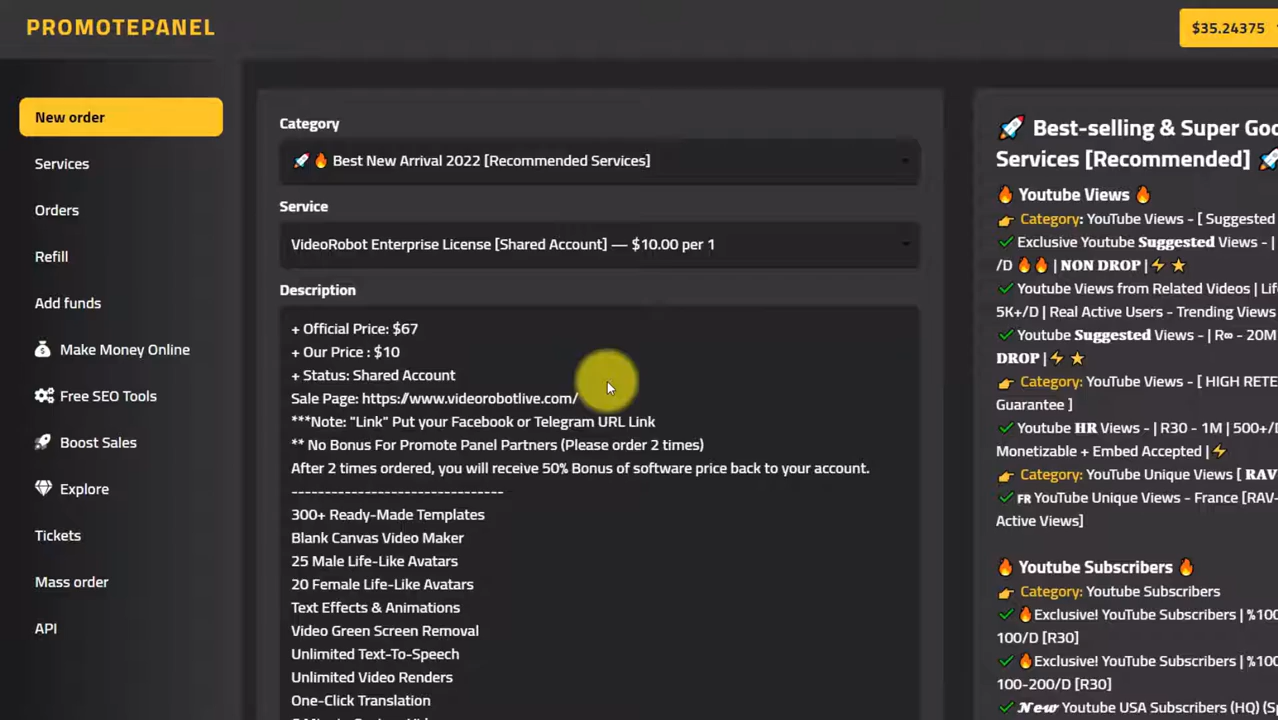 PROMOTEPANEL
$35.24375
New order
Services
Orders
Refill
Add funds
Make Money Online
Free SEO Tools
Boost Sales
Explore
Tickets
Mass order
API
Category
🚀 🔥 Best New Arrival 2022 [Recommended Services]
Service
VideoRobot Enterprise License [Shared Account] — $10.00 per 1
Description
+ Official Price: $67
+ Our Price : $10
+ Status: Shared Account
Sale Page: https://www.videorobotlive.com/
***Note: "Link" Put your Facebook or Telegram URL Link
** No Bonus For Promote Panel Partners (Please order 2 times)
After 2 times ordered, you will receive 50% Bonus of software price back to your account.
--------------------------------
300+ Ready-Made Templates
Blank Canvas Video Maker
25 Male Life-Like Avatars
20 Female Life-Like Avatars
Text Effects & Animations
Video Green Screen Removal
Unlimited Text-To-Speech
Unlimited Video Renders
One-Click Translation
🚀 Best-selling & Super Goo
Services [Recommended] 🚀
🔥 Youtube Views 🔥
👉 Category: YouTube Views - [ Suggested
✓ Exclusive Youtube 𝐒𝐮𝐠𝐠𝐞𝐬𝐭𝐞𝐝 Views - |
/D 🔥🔥 | 𝐍𝐎𝐍 𝐃𝐑𝐎𝐏 | ⚡ ⭐
✓ Youtube Views from Related Videos | Lif
5K+/D | Real Active Users - Trending Views
✓ Youtube 𝐒𝐮𝐠𝐠𝐞𝐬𝐭𝐞𝐝 Views - | R∞ - 20M
𝐃𝐑𝐎𝐏 | ⚡ ⭐
👉 Category: YouTube Views - [ HIGH RETE
Guarantee ]
✓ Youtube 𝐇𝐑 Views - | R30 - 1M | 500+/D
Monetizable + Embed Accepted | ⚡
👉 Category: YouTube Unique Views [ 𝐑𝐀𝐕
✓ FR YouTube Unique Views - France [RAV-
Active Views]
🔥 Youtube Subscribers 🔥
👉 Category: Youtube Subscribers
✓ 🔥Exclusive! YouTube Subscribers | %100
100/D [R30]
✓ 🔥Exclusive! YouTube Subscribers | %100
100-200/D [R30]
✓ 𝑵𝒆𝒘 Youtube USA Subscribers (HQ) (Sp